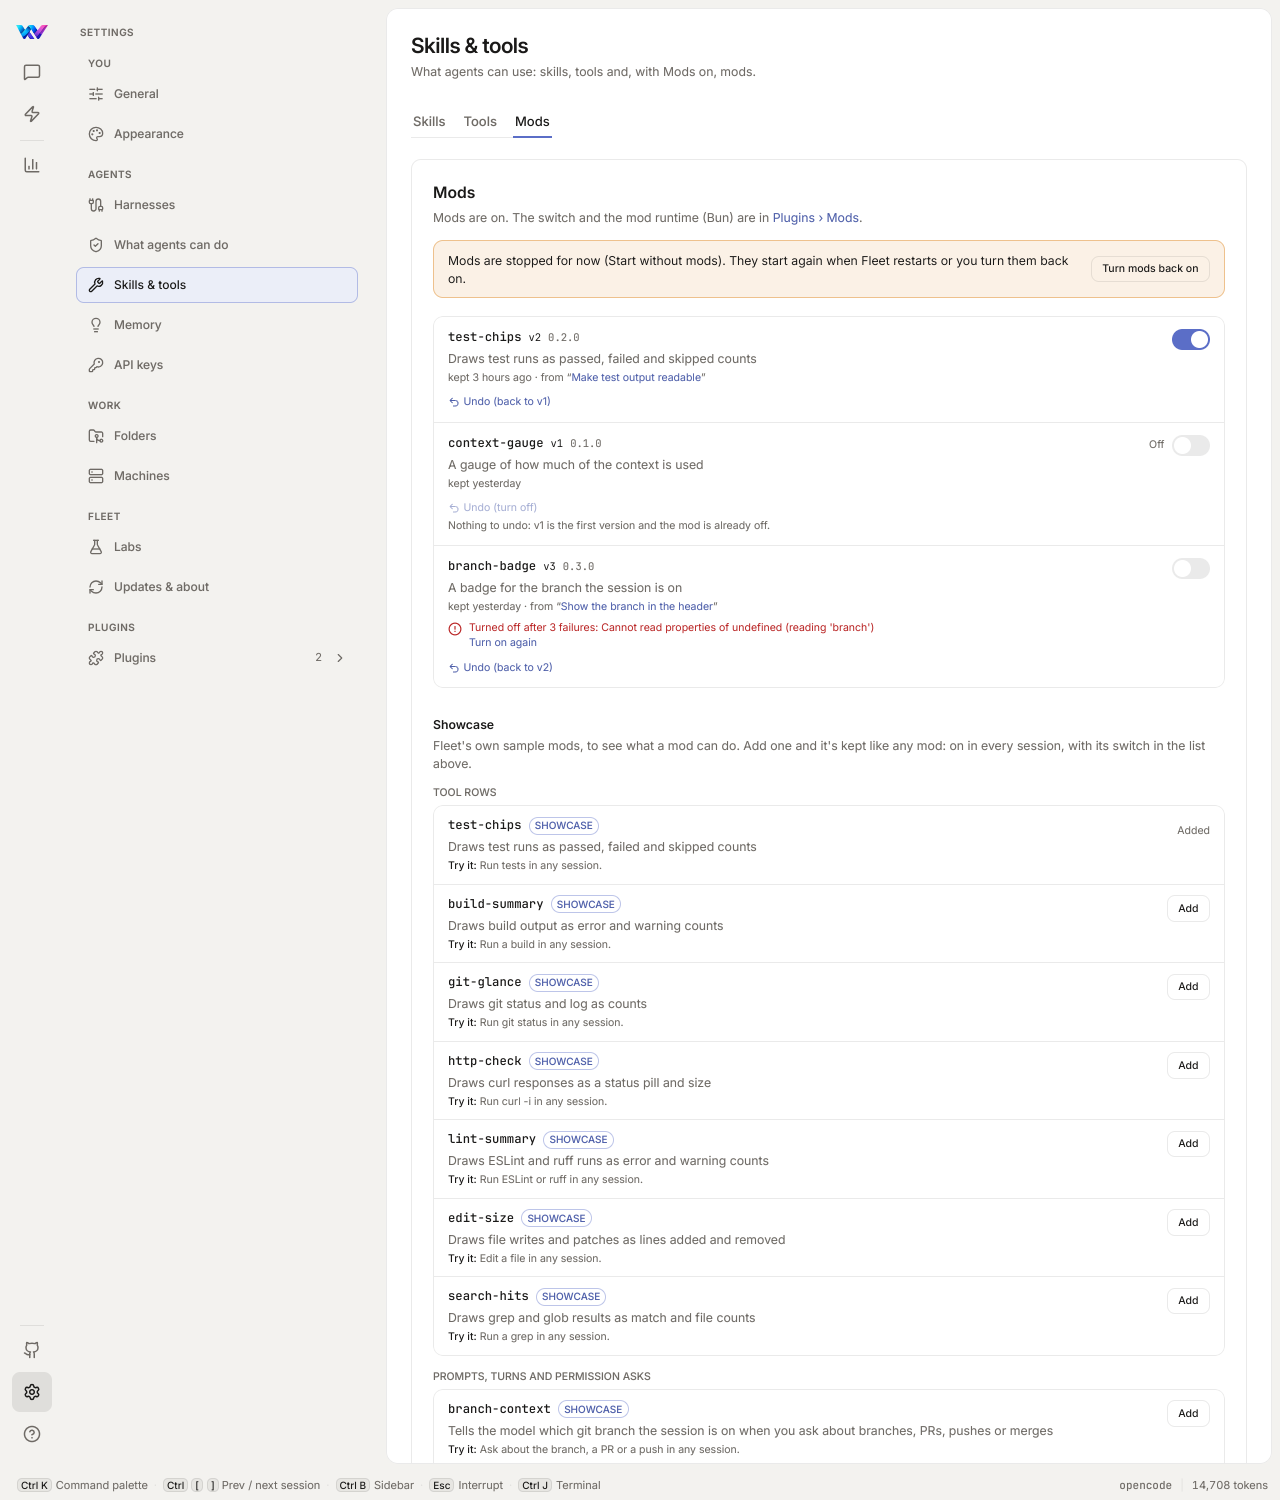 SETTINGS
YOU
General
Appearance
AGENTS
Harnesses
What agents can do
Skills & tools
Memory
API keys
WORK
Folders
Machines
FLEET
Labs
Updates & about
PLUGINS
Plugins 2
Skills & tools
What agents can use: skills, tools and, with Mods on, mods.
Skills Tools Mods
Mods
Mods are on. The switch and the mod runtime (Bun) are in Plugins › Mods.
Mods are stopped for now (Start without mods). They start again when Fleet restarts or you turn them back
on.
Turn mods back on
test-chips v2 0.2.0
Draws test runs as passed, failed and skipped counts
kept 3 hours ago · from “Make test output readable”
Undo (back to v1)
context-gauge v1 0.1.0
Off
A gauge of how much of the context is used
kept yesterday
Undo (turn off)
Nothing to undo: v1 is the first version and the mod is already off.
branch-badge v3 0.3.0
A badge for the branch the session is on
kept yesterday · from “Show the branch in the header”
Turned off after 3 failures: Cannot read properties of undefined (reading 'branch')
Turn on again
Undo (back to v2)
Showcase
Fleet's own sample mods, to see what a mod can do. Add one and it's kept like any mod: on in every session, with its switch in the list
above.
TOOL ROWS
test-chips SHOWCASE
Added
Draws test runs as passed, failed and skipped counts
Try it: Run tests in any session.
build-summary SHOWCASE
Add
Draws build output as error and warning counts
Try it: Run a build in any session.
git-glance SHOWCASE
Add
Draws git status and log as counts
Try it: Run git status in any session.
http-check SHOWCASE
Add
Draws curl responses as a status pill and size
Try it: Run curl -i in any session.
lint-summary SHOWCASE
Add
Draws ESLint and ruff runs as error and warning counts
Try it: Run ESLint or ruff in any session.
edit-size SHOWCASE
Add
Draws file writes and patches as lines added and removed
Try it: Edit a file in any session.
search-hits SHOWCASE
Add
Draws grep and glob results as match and file counts
Try it: Run a grep in any session.
PROMPTS, TURNS AND PERMISSION ASKS
branch-context SHOWCASE
Add
Tells the model which git branch the session is on when you ask about branches, PRs, pushes or merges
Try it: Ask about the branch, a PR or a push in any session.
Ctrl K Command palette Ctrl [ ] Prev / next session Ctrl B Sidebar Esc Interrupt Ctrl J Terminal
opencode 14,708 tokens